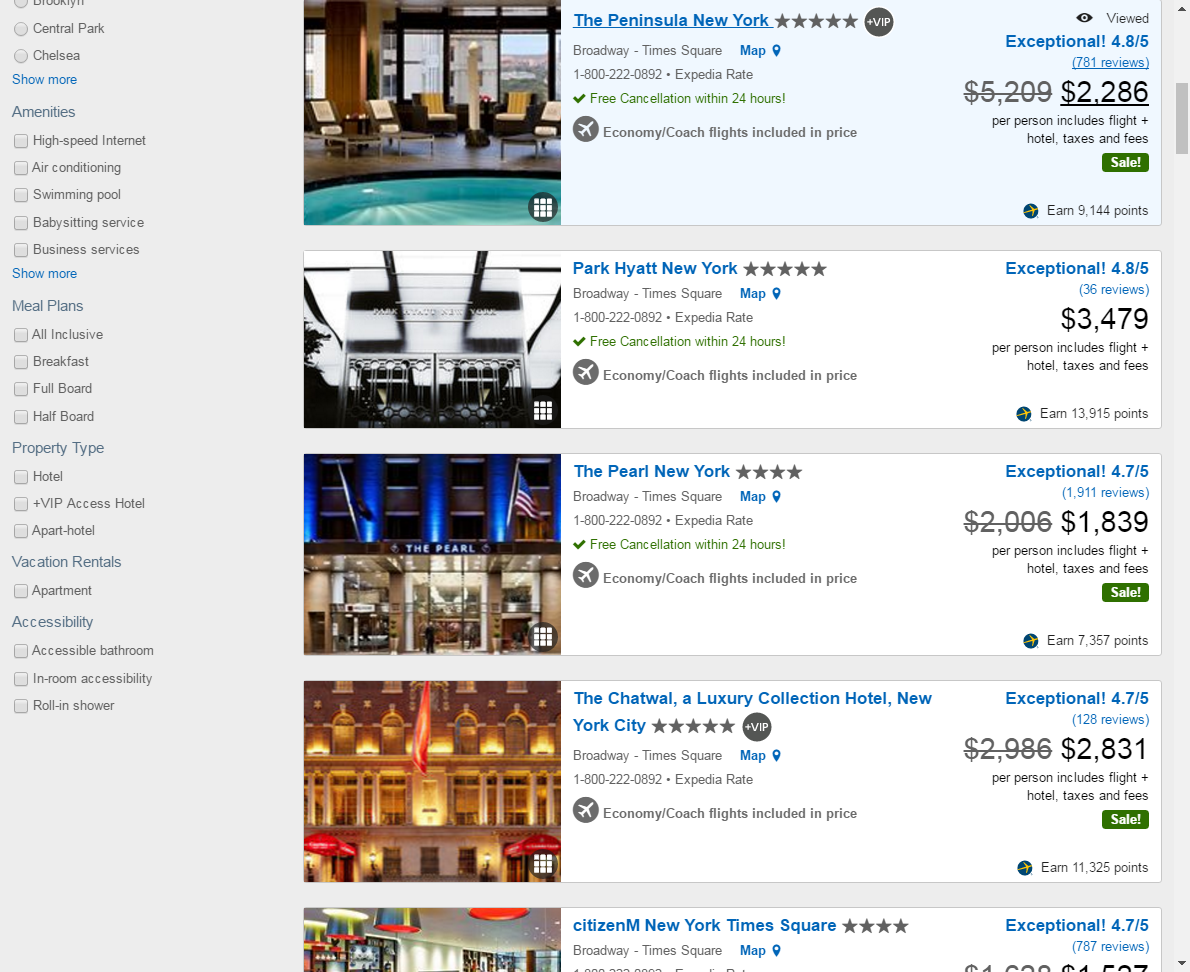 Brooklyn
Central Park
Chelsea
Show more
Amenities
High-speed Internet
Air conditioning
Swimming pool
Babysitting service
Business services
Show more
Meal Plans
All Inclusive
Breakfast
Full Board
Half Board
Property Type
Hotel
+VIP Access Hotel
Apart-hotel
Vacation Rentals
Apartment
Accessibility
Accessible bathroom
In-room accessibility
Roll-in shower
The Peninsula New York +VIP
Broadway - Times Square Map
1-800-222-0892 • Expedia Rate
Free Cancellation within 24 hours!
Economy/Coach flights included in price
Viewed
Exceptional! 4.8/5
(781 reviews)
$5,209 $2,286
per person includes flight +
hotel, taxes and fees
Sale!
Earn 9,144 points
PARK HYATT NEW YORK
Park Hyatt New York
Broadway - Times Square Map
1-800-222-0892 • Expedia Rate
Free Cancellation within 24 hours!
Economy/Coach flights included in price
Exceptional! 4.8/5
(36 reviews)
$3,479
per person includes flight +
hotel, taxes and fees
Earn 13,915 points
THE PEARL
The Pearl New York
Broadway - Times Square Map
1-800-222-0892 • Expedia Rate
Free Cancellation within 24 hours!
Economy/Coach flights included in price
Exceptional! 4.7/5
(1,911 reviews)
$2,006 $1,839
per person includes flight +
hotel, taxes and fees
Sale!
Earn 7,357 points
The Chatwal, a Luxury Collection Hotel, New
York City +VIP
Broadway - Times Square Map
1-800-222-0892 • Expedia Rate
Economy/Coach flights included in price
Exceptional! 4.7/5
(128 reviews)
$2,986 $2,831
per person includes flight +
hotel, taxes and fees
Sale!
Earn 11,325 points
citizenM New York Times Square
Broadway - Times Square Map
1-800-222-0892 • Expedia Rate
Exceptional! 4.7/5
(787 reviews)